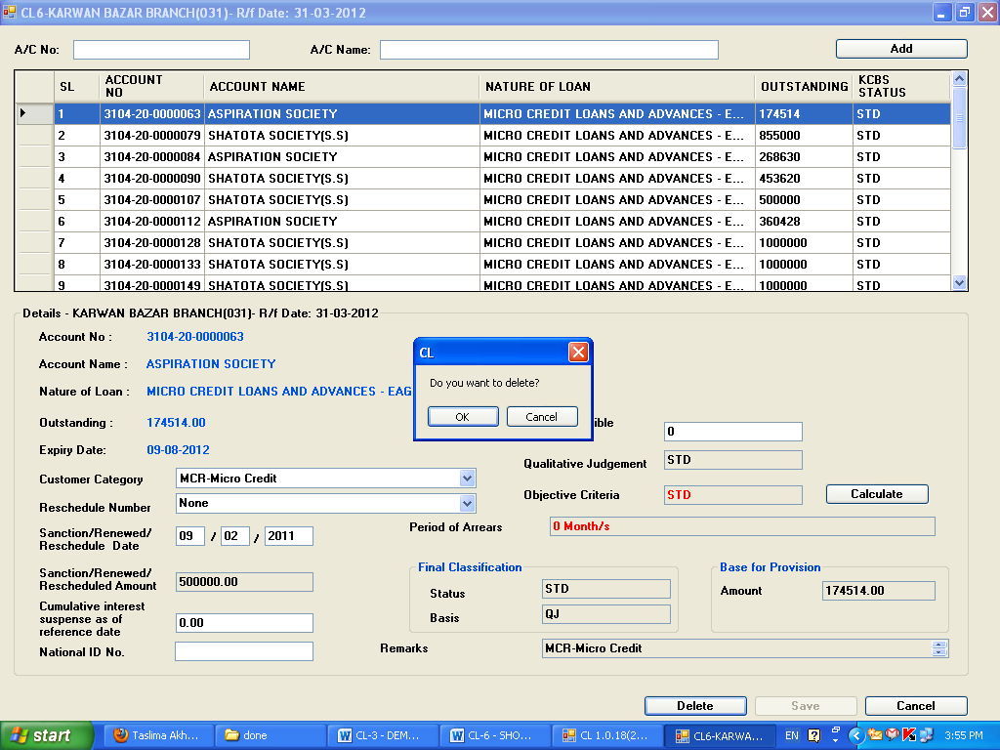 CL6-KARWAN BAZAR BRANCH(031)- R/f Date: 31-03-2012
A/C No: A/C Name: Add
SL ACCOUNT NO ACCOUNT NAME NATURE OF LOAN OUTSTANDING KCBS STATUS
1 3104-20-0000063 ASPIRATION SOCIETY MICRO CREDIT LOANS AND ADVANCES - E... 174514 STD
2 3104-20-0000079 SHATOTA SOCIETY(S.S) MICRO CREDIT LOANS AND ADVANCES - E... 855000 STD
3 3104-20-0000084 ASPIRATION SOCIETY MICRO CREDIT LOANS AND ADVANCES - E... 268630 STD
4 3104-20-0000090 SHATOTA SOCIETY(S.S) MICRO CREDIT LOANS AND ADVANCES - E... 453620 STD
5 3104-20-0000107 SHATOTA SOCIETY(S.S) MICRO CREDIT LOANS AND ADVANCES - E... 500000 STD
6 3104-20-0000112 ASPIRATION SOCIETY MICRO CREDIT LOANS AND ADVANCES - E... 360428 STD
7 3104-20-0000128 SHATOTA SOCIETY(S.S) MICRO CREDIT LOANS AND ADVANCES - E... 1000000 STD
8 3104-20-0000133 SHATOTA SOCIETY(S.S) MICRO CREDIT LOANS AND ADVANCES - E... 1000000 STD
9 3104-20-0000149 SHATOTA SOCIETY(S.S) MICRO CREDIT LOANS AND ADVANCES - E... 1000000 STD
Details - KARWAN BAZAR BRANCH(031)- R/f Date: 31-03-2012
Account No : 3104-20-0000063
Account Name : ASPIRATION SOCIETY
Nature of Loan : MICRO CREDIT LOANS AND ADVANCES - EAG
Outstanding : 174514.00
Expiry Date: 09-08-2012
Customer Category MCR-Micro Credit
Reschedule Number None
Sanction/Renewed/
Reschedule Date
09 / 02 / 2011
Sanction/Renewed/
Rescheduled Amount
500000.00
Cumulative interest
suspense as of
reference date
0.00
National ID No.
CL
Do you want to delete?
OK Cancel
ible 0
Qualitative Judgement STD
Objective Criteria STD Calculate
Period of Arrears 0 Month/s
Final Classification
Status STD
Basis QJ
Base for Provision
Amount 174514.00
Remarks MCR-Micro Credit
Delete Save Cancel
start Taslima Akh... done CL-3 - DEM... CL-6 - SHO... CL 1.0.18(2... CL6-KARWA... EN 3:55 PM